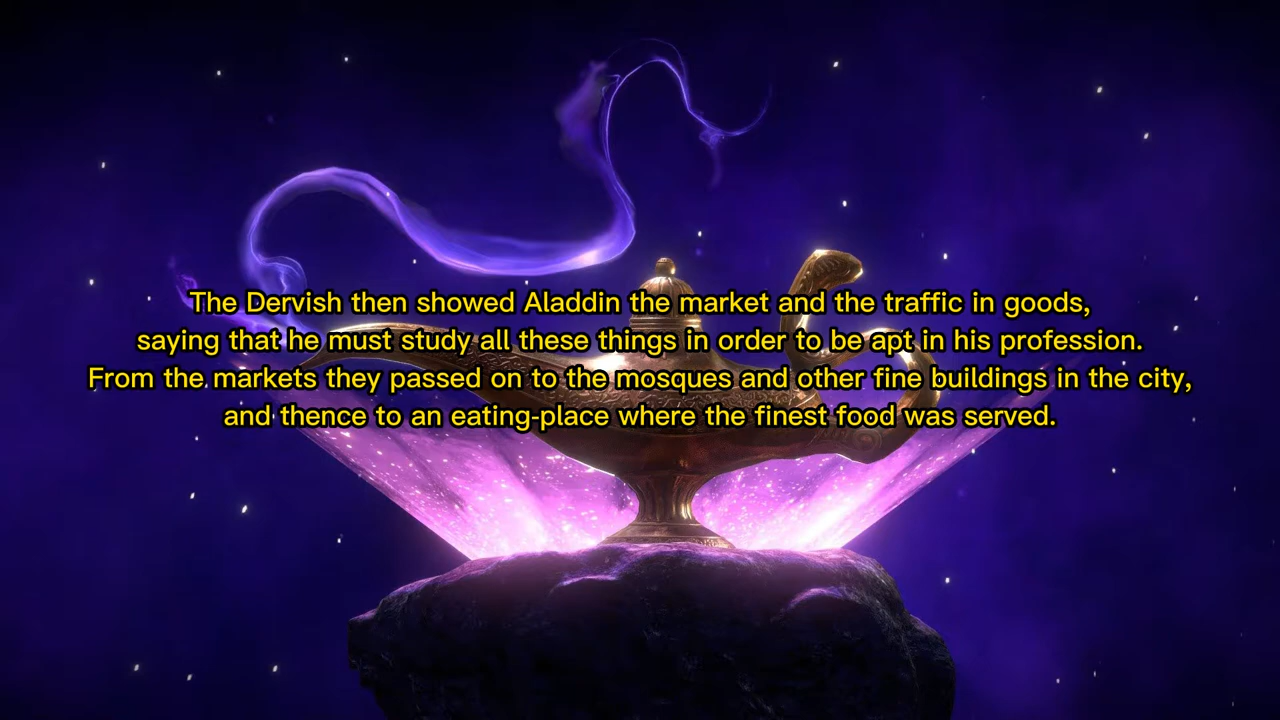 The Dervish then showed Aladdin the market and the traffic in goods,
saying that he must study all these things in order to be apt in his profession.
From the markets they passed on to the mosques and other fine buildings in the city,
and thence to an eating-place where the finest food was served.